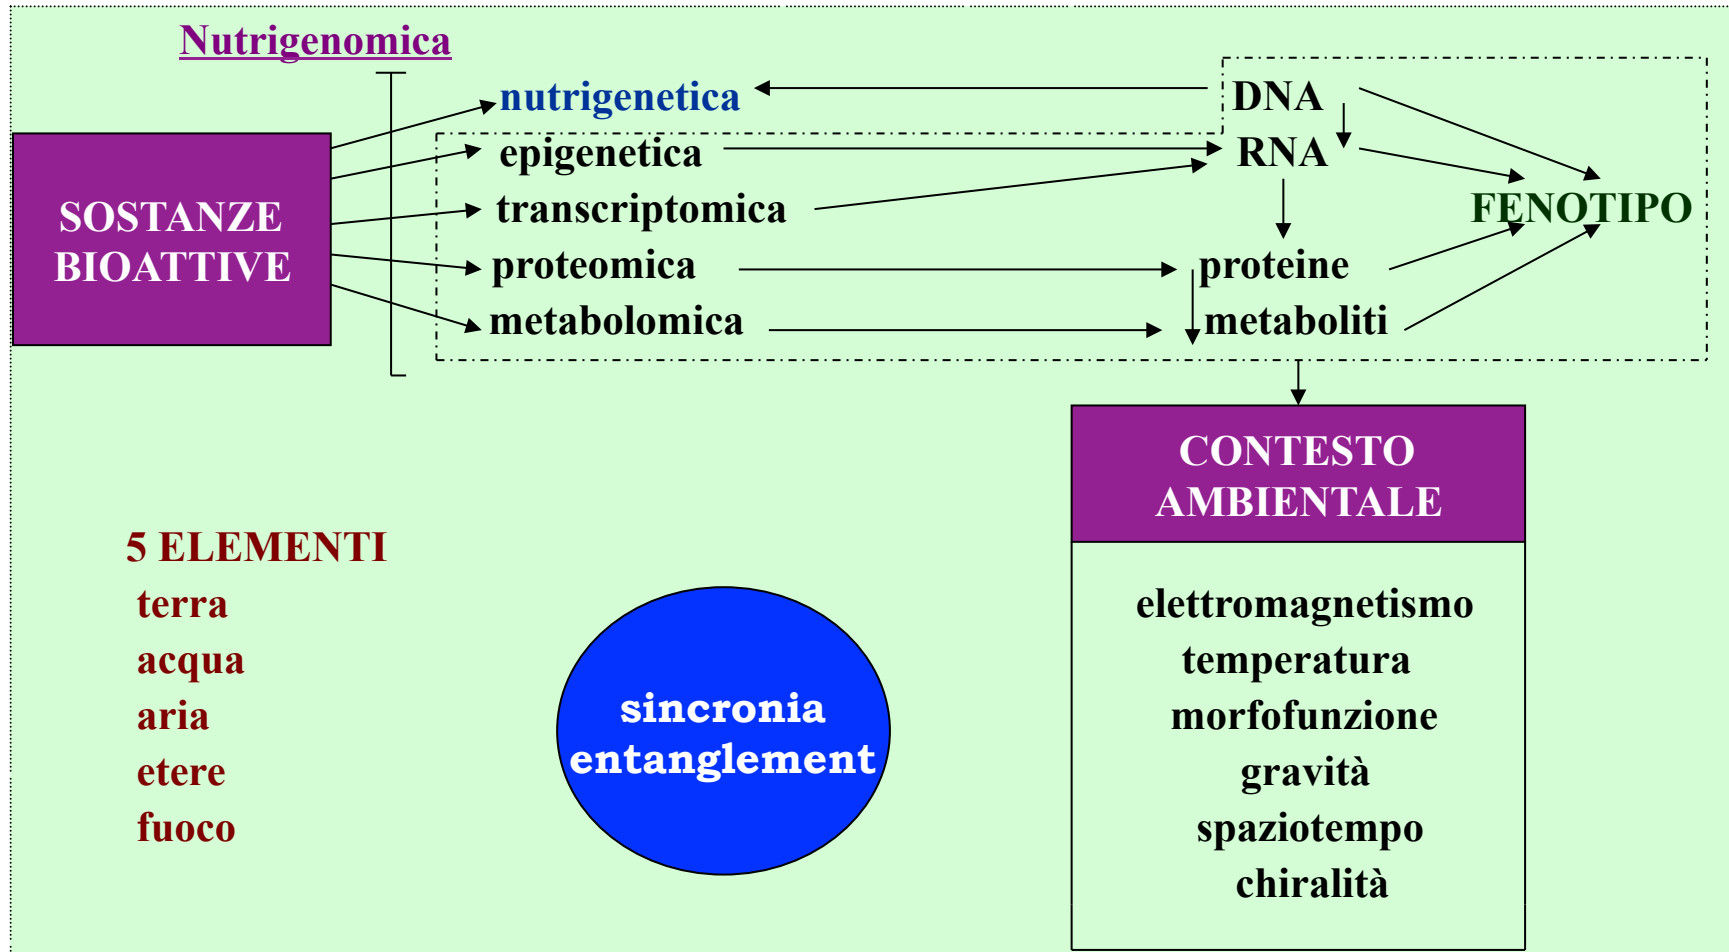 Nutrigenomica
nutrigenetica
DNA
epigenetica
RNA
SOSTANZE
BIOATTIVE
transcriptomica
FENOTIPO
proteomica
proteine
metabolomica
metaboliti
CONTESTO
AMBIENTALE
5 ELEMENTI
terra
acqua
aria
etere
fuoco
sincronia
entanglement
elettromagnetismo
temperatura
morfofunzione
gravità
spaziotempo
chiralità